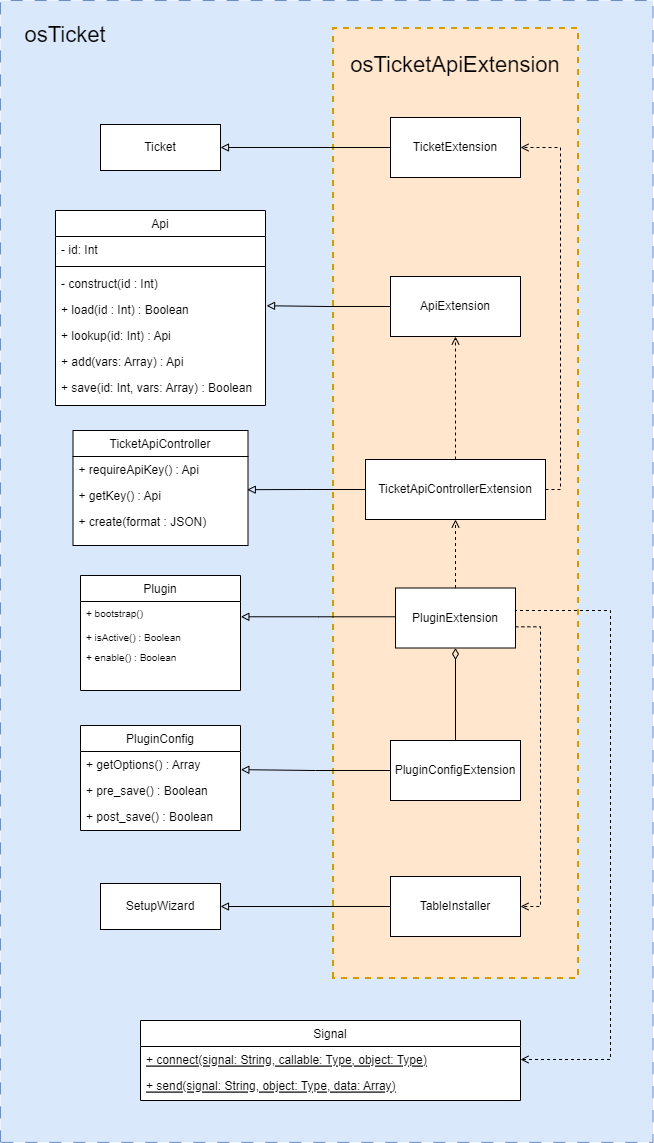 osTicket
osTicketApiExtension
Ticket
TicketExtension
Api
- id: Int
- construct(id : Int)
+ load(id : Int) : Boolean
+ lookup(id: Int) : Api
+ add(vars: Array) : Api
+ save(id: Int, vars: Array) : Boolean
ApiExtension
TicketApiController
+ requireApiKey() : Api
+ getKey() : Api
+ create(format : JSON)
TicketApiControllerExtension
Plugin
+ bootstrap()
+ isActive() : Boolean
+ enable() : Boolean
PluginExtension
PluginConfig
+ getOptions() : Array
+ pre_save() : Boolean
+ post_save() : Boolean
PluginConfigExtension
SetupWizard
TableInstaller
Signal
+ connect(signal: String, callable: Type, object: Type)
+ send(signal: String, object: Type, data: Array)